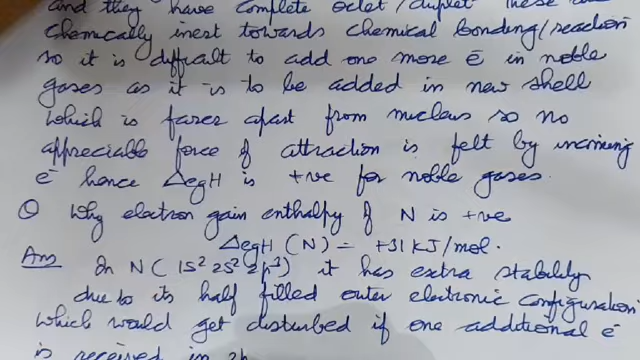 and they have complete octet/duplet These are
chemically inert towards chemical bonding/reaction
so it is difficult to add one more e̅ in noble
gases as it is to be added in new shell
which is farer apart from nucleus so no
appreciable force of attraction is felt by incoming
e̅ hence ΔegH is +ve for noble gases.
Q Why electron gain enthalpy of N is +ve
ΔegH (N) = +31 KJ/mol.
Ans In N (1S² 2S² 2p³) it has extra stability
due to its half filled outer electronic configuration
which would get disturbed if one additional e̅
is received in 2p